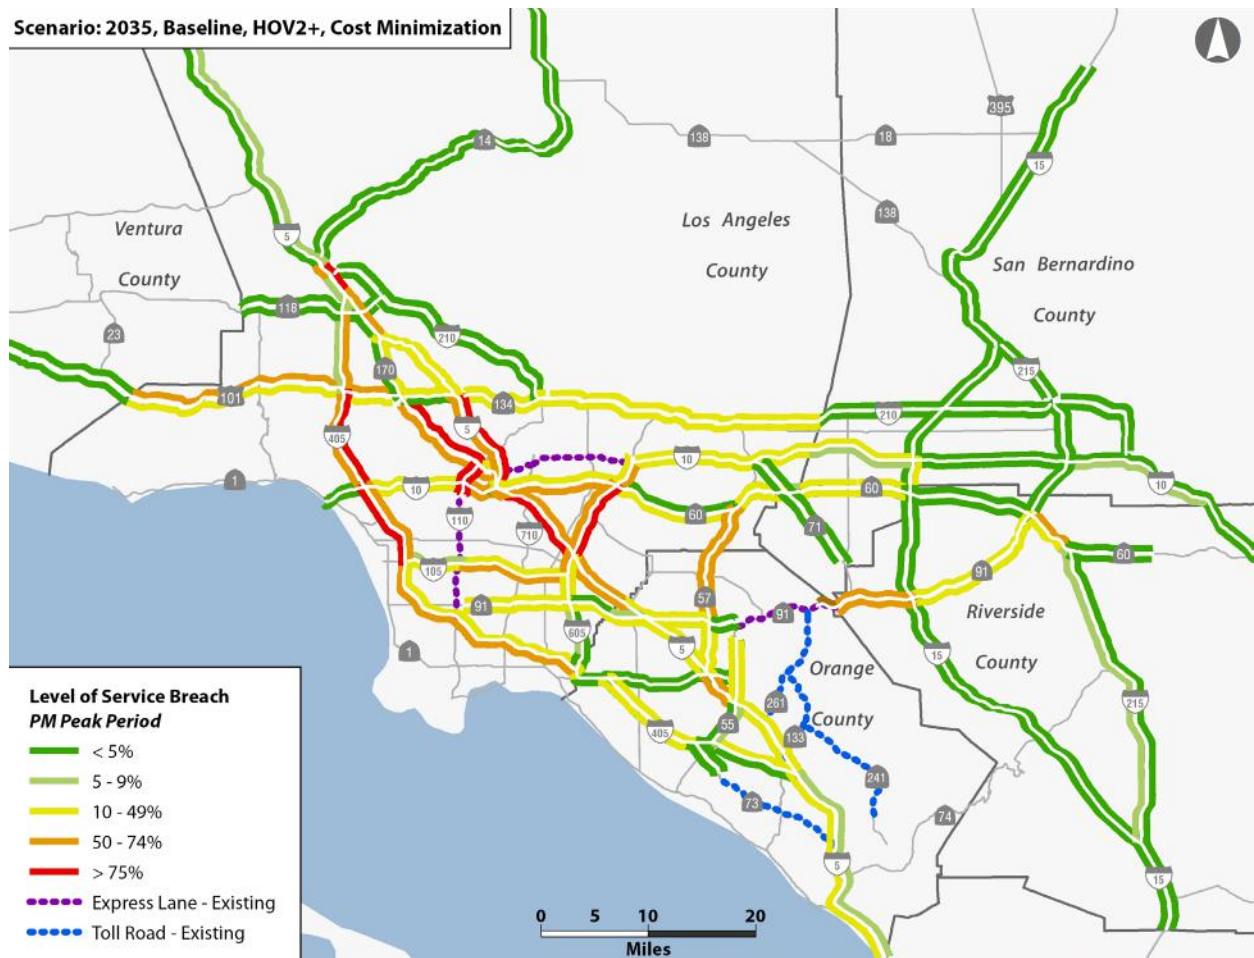 Scenario: 2035, Baseline, HOV2+, Cost Minimization
395
14
138
18
15
138
Ventura
County
Los Angeles
County
San Bernardino
County
5
118
23
210
170
215
101
134
210
405
5
10
1
10
60
10
60
110
71
710
105
60
91
57
91
91
605
Riverside
County
1
5
15
Orange
County
261
55
405
133
215
241
73
74
5
15
Level of Service Breach
PM Peak Period
< 5%
5 - 9%
10 - 49%
50 - 74%
> 75%
Express Lane - Existing
Toll Road - Existing
0 5 10 20
Miles